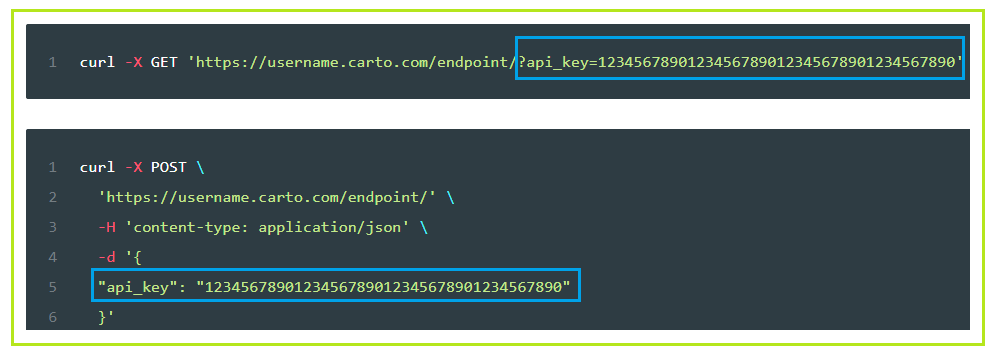 1 curl -X GET 'https://username.carto.com/endpoint/?api_key=1234567890123456789012345678901234567890'
1 curl -X POST \
2 'https://username.carto.com/endpoint/' \
3 -H 'content-type: application/json' \
4 -d '{
5 "api_key": "1234567890123456789012345678901234567890"
6 }'